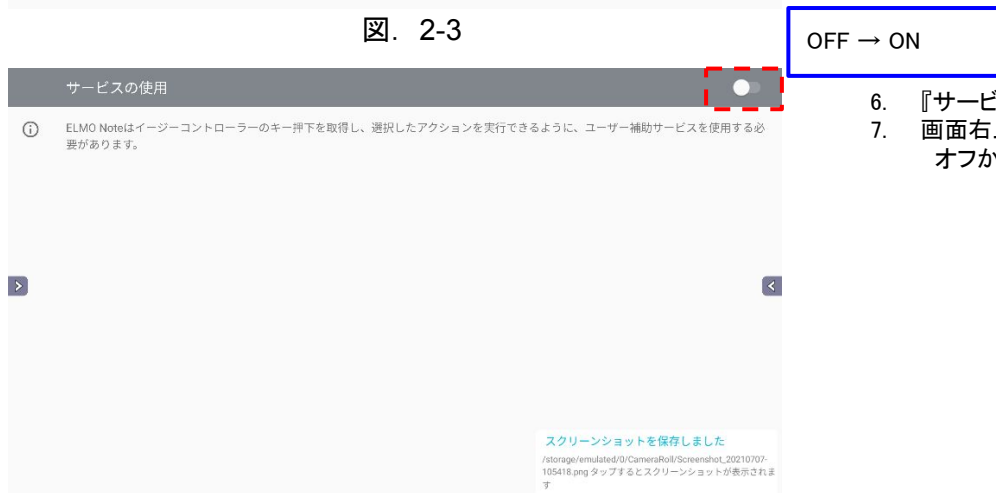 図. 2-3
OFF → ON
サービスの使用
ELMO Noteはイージーコントローラーのキー押下を取得し、選択したアクションを実行できるように、ユーザー補助サービスを使用する必
要があります。
6. 『サービ
7. 画面右
オフか
スクリーンショットを保存しました
/storage/emulated/0/CameraRoll/Screenshot_20210707-
105418.png タップするとスクリーンショットが表示されま
す